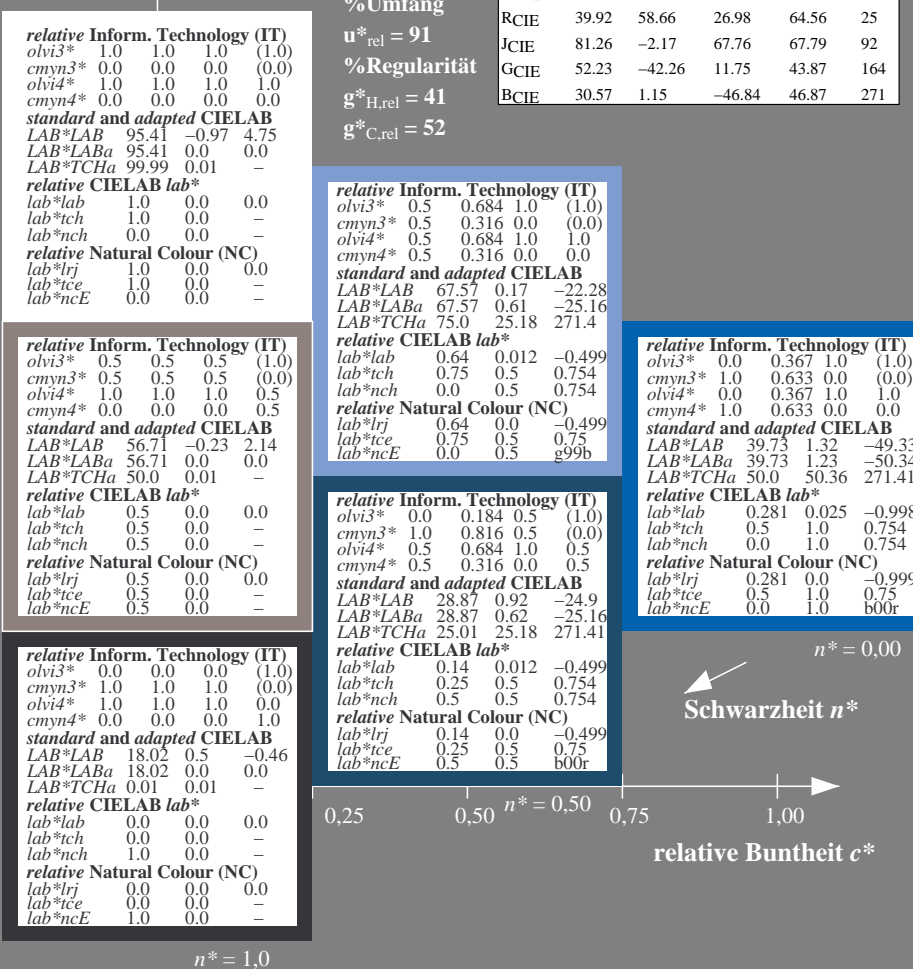 %Umfang
u*rel = 91
%Regularität
g*H,rel = 41
g*C,rel = 52
RCIE 39.92 58.66 26.98 64.56 25
JCIE 81.26 −2.17 67.76 67.79 92
GCIE 52.23 −42.26 11.75 43.87 164
BCIE 30.57 1.15 −46.84 46.87 271
relative Inform. Technology (IT)
olvi3* 1.0 1.0 1.0 (1.0)
cmyn3* 0.0 0.0 0.0 (0.0)
olvi4* 1.0 1.0 1.0 1.0
cmyn4* 0.0 0.0 0.0 0.0
standard and adapted CIELAB
LAB*LAB 95.41 −0.97 4.75
LAB*LABa 95.41 0.0 0.0
LAB*TCHa 99.99 0.01 –
relative CIELAB lab*
lab*lab 1.0 0.0 0.0
lab*tch 1.0 0.0 –
lab*nch 0.0 0.0 –
relative Natural Colour (NC)
lab*lrj 1.0 0.0 0.0
lab*tce 1.0 0.0 –
lab*ncE 0.0 0.0 –
relative Inform. Technology (IT)
olvi3* 0.5 0.684 1.0 (1.0)
cmyn3* 0.5 0.316 0.0 (0.0)
olvi4* 0.5 0.684 1.0 1.0
cmyn4* 0.5 0.316 0.0 0.0
standard and adapted CIELAB
LAB*LAB 67.57 0.17 −22.28
LAB*LABa 67.57 0.61 −25.16
LAB*TCHa 75.0 25.18 271.4
relative CIELAB lab*
lab*lab 0.64 0.012 −0.499
lab*tch 0.75 0.5 0.754
lab*nch 0.0 0.5 0.754
relative Natural Colour (NC)
lab*lrj 0.64 0.0 −0.499
lab*tce 0.75 0.5 0.75
lab*ncE 0.0 0.5 g99b
relative Inform. Technology (IT)
olvi3* 0.5 0.5 0.5 (1.0)
cmyn3* 0.5 0.5 0.5 (0.0)
olvi4* 1.0 1.0 1.0 0.5
cmyn4* 0.0 0.0 0.0 0.5
standard and adapted CIELAB
LAB*LAB 56.71 −0.23 2.14
LAB*LABa 56.71 0.0 0.0
LAB*TCHa 50.0 0.01 –
relative CIELAB lab*
lab*lab 0.5 0.0 0.0
lab*tch 0.5 0.0 –
lab*nch 0.5 0.0 –
relative Natural Colour (NC)
lab*lrj 0.5 0.0 0.0
lab*tce 0.5 0.0 –
lab*ncE 0.5 0.0 –
relative Inform. Technology (IT)
olvi3* 0.0 0.367 1.0 (1.0)
cmyn3* 1.0 0.633 0.0 (0.0)
olvi4* 0.0 0.367 1.0 1.0
cmyn4* 1.0 0.633 0.0 0.0
standard and adapted CIELAB
LAB*LAB 39.73 1.32 −49.33
LAB*LABa 39.73 1.23 −50.34
LAB*TCHa 50.0 50.36 271.41
relative CIELAB lab*
lab*lab 0.281 0.025 −0.998
lab*tch 0.5 1.0 0.754
lab*nch 0.0 1.0 0.754
relative Natural Colour (NC)
lab*lrj 0.281 0.0 −0.999
lab*tce 0.5 1.0 0.75
lab*ncE 0.0 1.0 b00r
relative Inform. Technology (IT)
olvi3* 0.0 0.184 0.5 (1.0)
cmyn3* 1.0 0.816 0.5 (0.0)
olvi4* 0.5 0.684 1.0 0.5
cmyn4* 0.5 0.316 0.0 0.5
standard and adapted CIELAB
LAB*LAB 28.87 0.92 −24.9
LAB*LABa 28.87 0.62 −25.16
LAB*TCHa 25.01 25.18 271.41
relative CIELAB lab*
lab*lab 0.14 0.012 −0.499
lab*tch 0.25 0.5 0.754
lab*nch 0.5 0.5 0.754
relative Natural Colour (NC)
lab*lrj 0.14 0.0 −0.499
lab*tce 0.25 0.5 0.75
lab*ncE 0.5 0.5 b00r
relative Inform. Technology (IT)
olvi3* 0.0 0.0 0.0 (1.0)
cmyn3* 1.0 1.0 1.0 (0.0)
olvi4* 1.0 1.0 1.0 0.0
cmyn4* 0.0 0.0 0.0 1.0
standard and adapted CIELAB
LAB*LAB 18.02 0.5 −0.46
LAB*LABa 18.02 0.0 0.0
LAB*TCHa 0.01 0.01 –
relative CIELAB lab*
lab*lab 0.0 0.0 0.0
lab*tch 0.0 0.0 –
lab*nch 1.0 0.0 –
relative Natural Colour (NC)
lab*lrj 0.0 0.0 0.0
lab*tce 0.0 0.0 –
lab*ncE 1.0 0.0 –
n* = 0,00
Schwarzheit n*
0,25 0,50 n* = 0,50 0,75 1,00
relative Buntheit c*
n* = 1,0